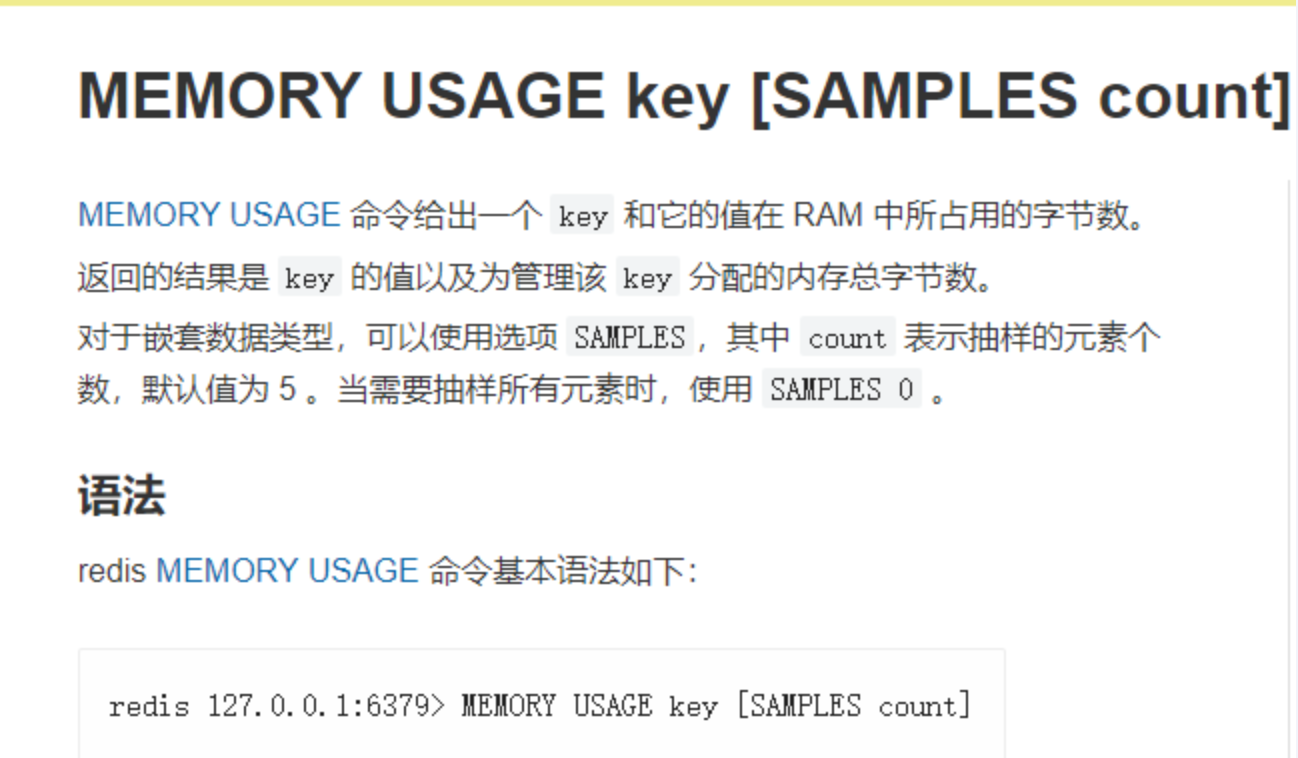 MEMORY USAGE key [SAMPLES count]
MEMORY USAGE 命令给出一个 key 和它的值在 RAM 中所占用的字节数。
返回的结果是 key 的值以及为管理该 key 分配的内存总字节数。
对于嵌套数据类型，可以使用选项 SAMPLES，其中 count 表示抽样的元素个
数，默认值为 5 。当需要抽样所有元素时，使用 SAMPLES 0 。
语法
redis MEMORY USAGE 命令基本语法如下：
redis 127.0.0.1:6379> MEMORY USAGE key [SAMPLES count]